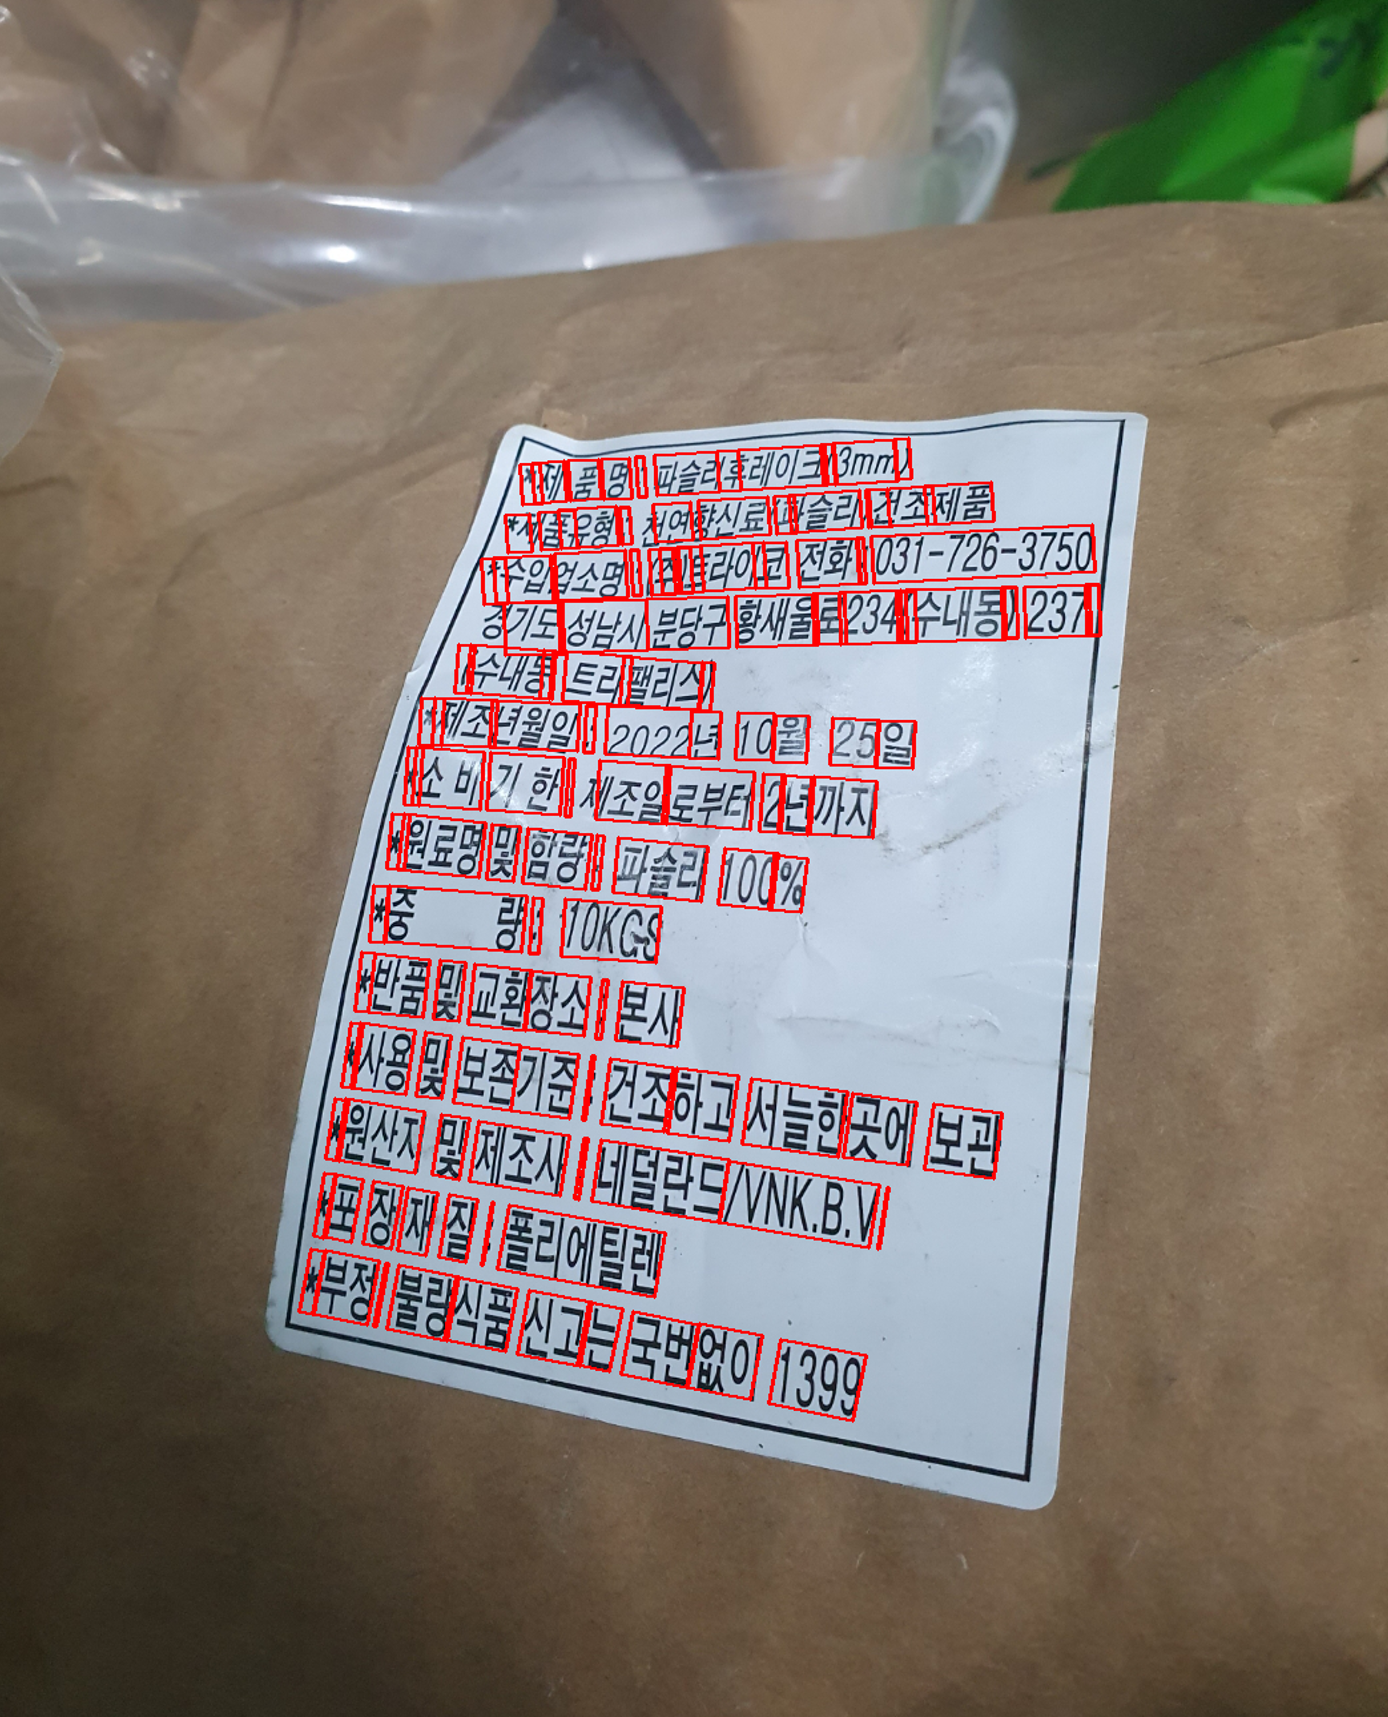 *제 품 명 : 파슬리후레이크(3mm)
*식품유형 : 천연향신료(파슬리)건조제품
*수입업소명 : (주)트라이코 전화:031-726-3750
경기도 성남시 분당구 황새울로234(수내동) 237
(수내동 트라팰리스)
*제조년월일 : 2022년 10월 25일
*소 비 기 한 : 제조일로부터 2년까지
*원료명 및 함량 : 파슬리 100%
*중 량 : 10KGS
*반품 및 교환장소 : 본사
*사용 및 보존기준 : 건조하고 서늘한곳에 보관
*원산지 및 제조사 : 네덜란드/VNK.B.V
*포 장 재 질 : 폴리에틸렌
*부정 불량식품 신고는 국번없이 1399